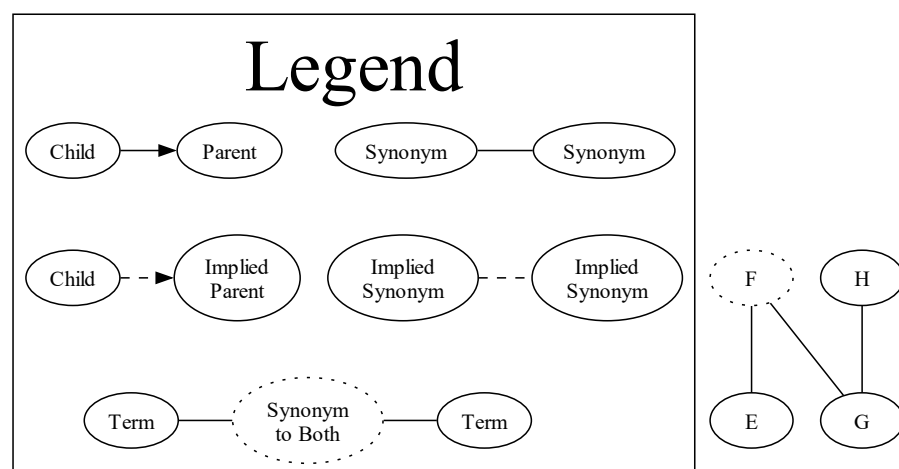 Legend
Child
Parent
Synonym
Synonym
Child
Implied
Parent
Implied
Synonym
Implied
Synonym
F
H
Term
Synonym
to Both
Term
E
G